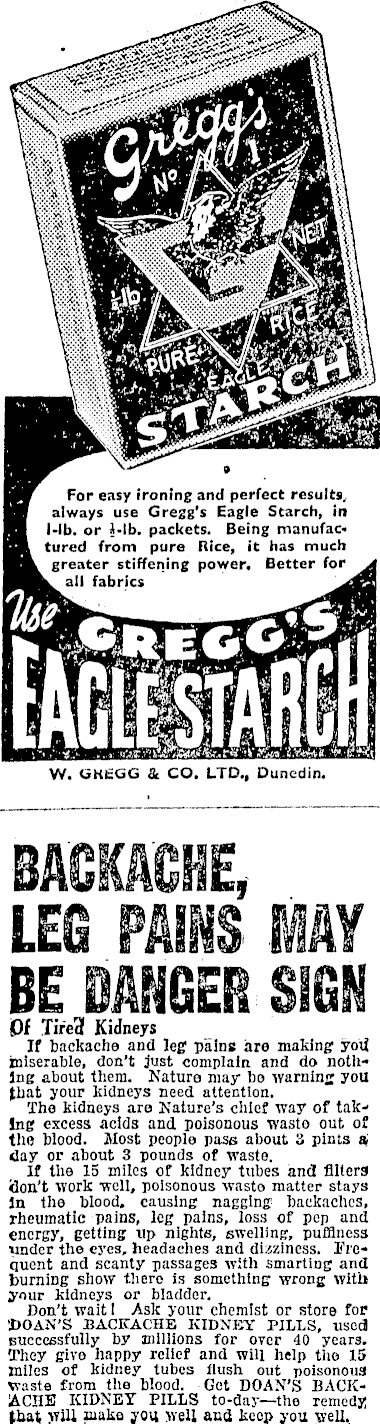 Gregg's
No 1
½-lb. NET
PURE RICE
EAGLE
STARCH
For easy ironing and perfect results,
always use Gregg's Eagle Starch, in
1-lb. or ½-lb. packets. Being manufac-
tured from pure Rice, it has much
greater stiffening power. Better for
all fabrics
Use
GREGG'S
EAGLE STARCH
W. GREGG & CO. LTD., Dunedin.
BACKACHE,
LEG PAINS MAY
BE DANGER SIGN
Of Tired Kidneys
If backache and leg pains are making you
miserable, don't just complain and do noth-
ing about them. Nature may be warning you
that your kidneys need attention.
The kidneys are Nature's chief way of tak-
ing excess acids and poisonous waste out of
the blood. Most people pass about 3 pints a
day or about 3 pounds of waste.
If the 15 miles of kidney tubes and filters
don't work well, poisonous waste matter stays
in the blood, causing nagging backaches,
rheumatic pains, leg pains, loss of pep and
energy, getting up nights, swelling, puffiness
under the eyes, headaches and dizziness. Fre-
quent and scanty passages with smarting and
burning show there is something wrong with
your kidneys or bladder.
Don't wait! Ask your chemist or store for
DOAN'S BACKACHE KIDNEY PILLS, used
successfully by millions for over 40 years.
They give happy relief and will help the 15
miles of kidney tubes flush out poisonous
waste from the blood. Get DOAN'S BACK-
ACHE KIDNEY PILLS to-day—the remedy
that will make you well and keep you well.